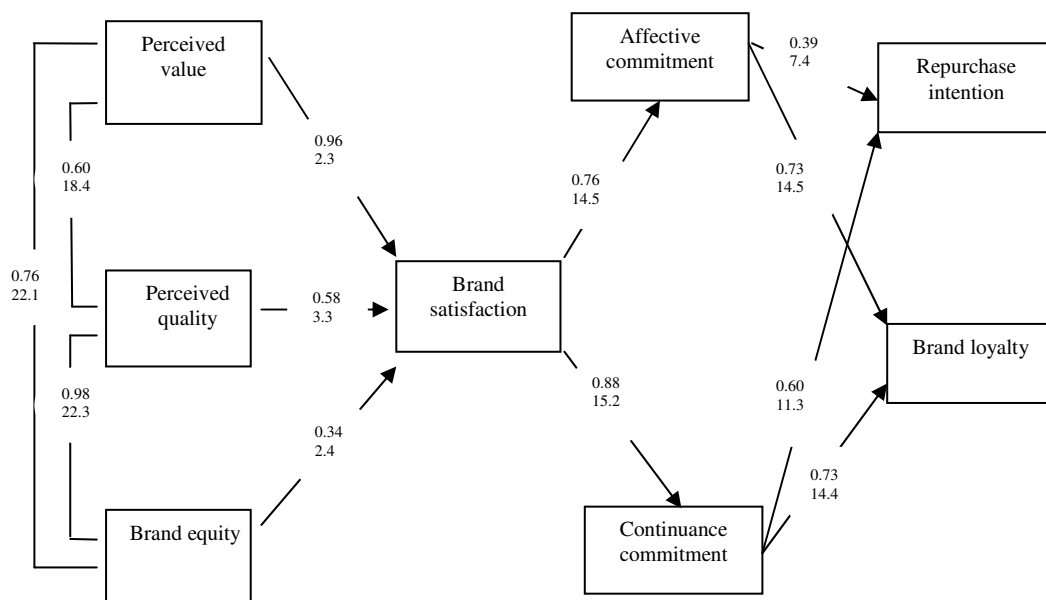 Perceived
value
Affective
commitment
0.39
7.4
Repurchase
intention
0.96
2.3
0.60
18.4
0.76
14.5
0.73
14.5
0.76
22.1
Perceived
quality
0.58
3.3
Brand
satisfaction
Brand loyalty
0.98
22.3
0.88
15.2
0.60
11.3
0.34
2.4
0.73
14.4
Brand equity
Continuance
commitment